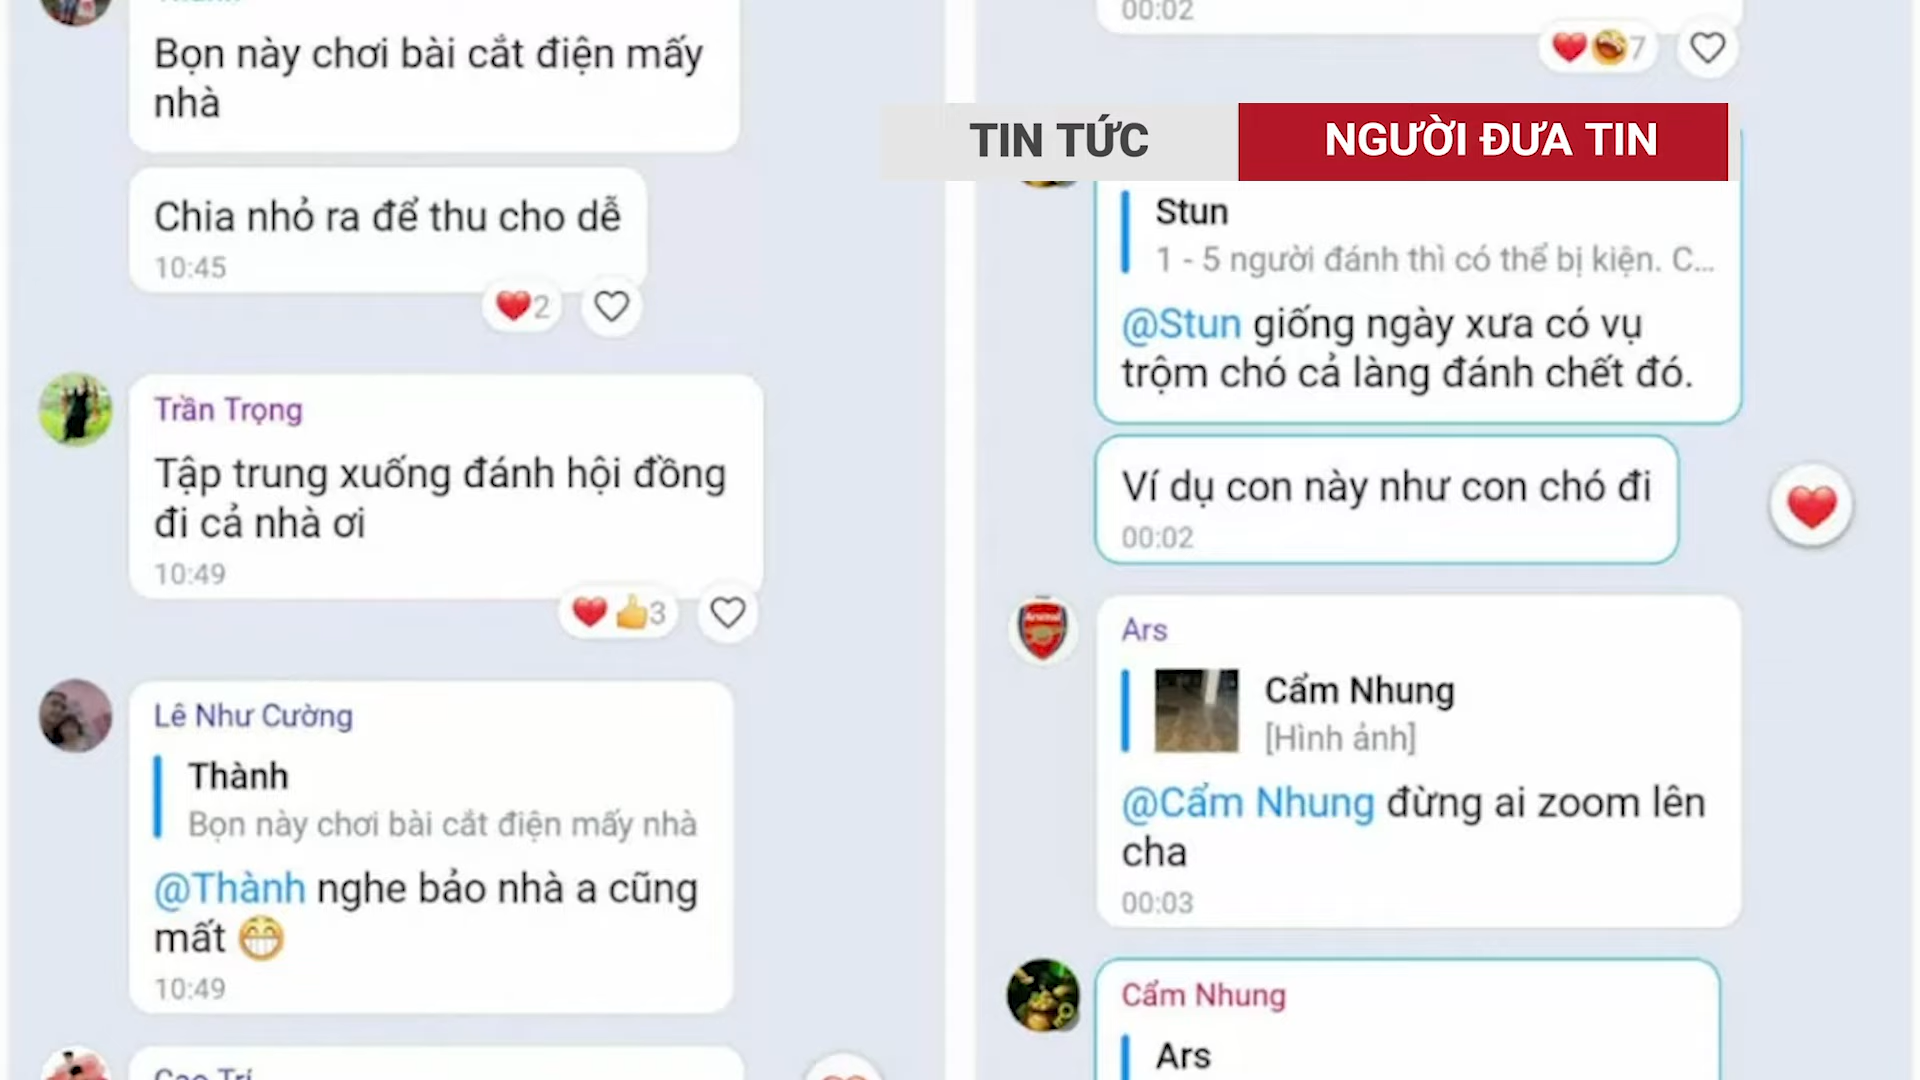 Bọn này chơi bài cắt điện mấy
nhà
Chia nhỏ ra để thu cho dễ
10:45
2
Trần Trọng
Tập trung xuống đánh hội đồng
đi cả nhà ơi
10:49
3
Lê Như Cường
Thành
Bọn này chơi bài cắt điện mấy nhà
@Thành nghe bảo nhà a cũng
mất
10:49
00:02
7
TIN TỨC
NGƯỜI ĐƯA TIN
Stun
1 - 5 người đánh thì có thể bị kiện. C...
@Stun giống ngày xưa có vụ
trộm chó cả làng đánh chết đó.
Ví dụ con này như con chó đi
00:02
Ars
Cẩm Nhung
[Hình ảnh]
@Cẩm Nhung đừng ai zoom lên
cha
00:03
Cẩm Nhung
Ars